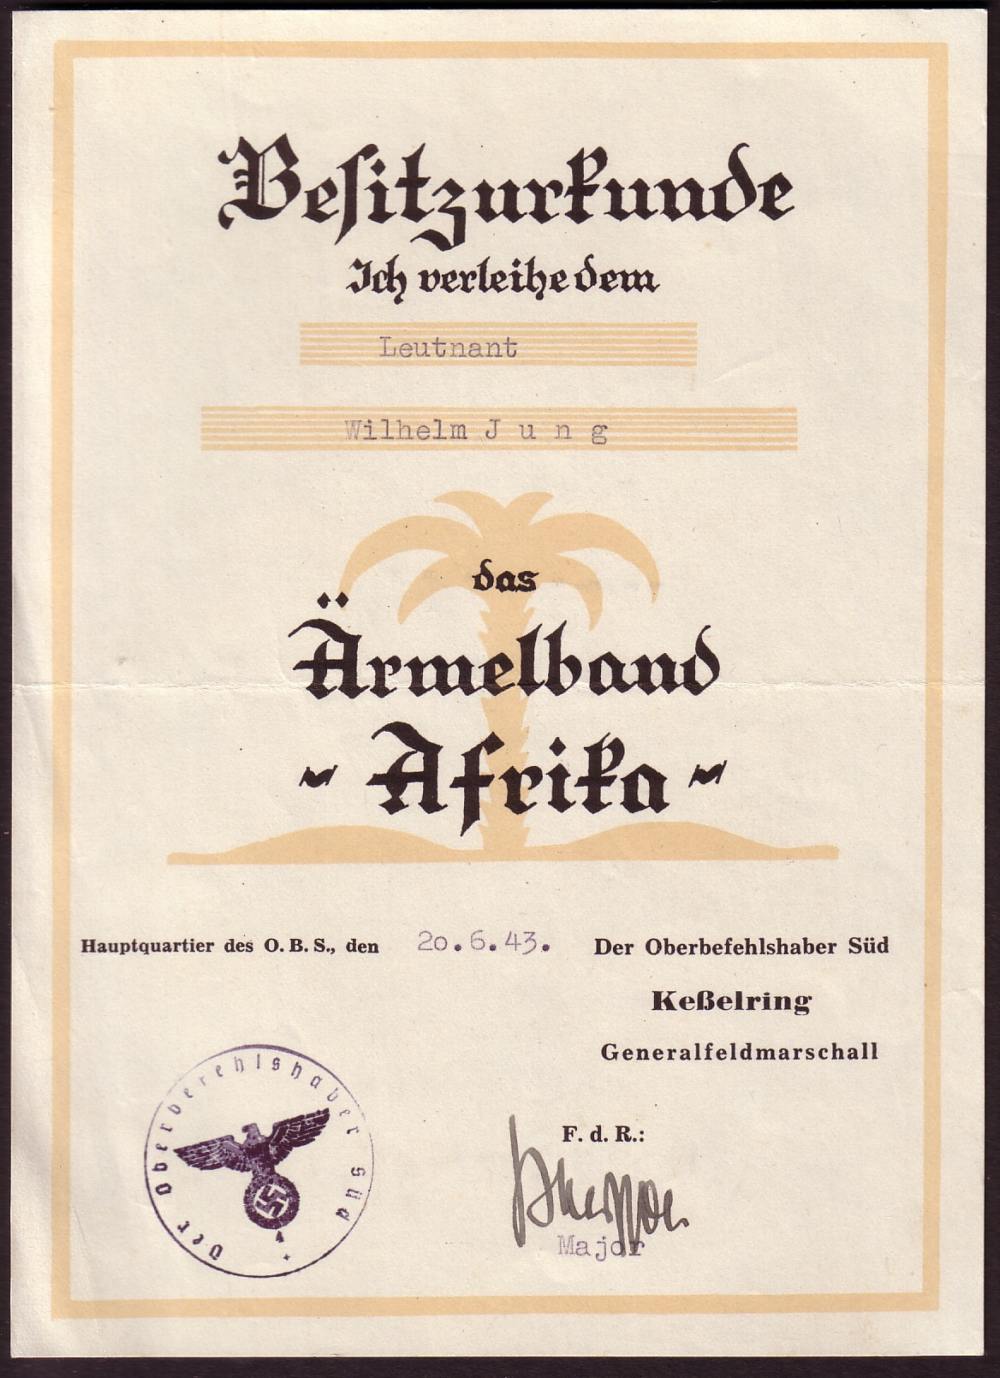 Besitzurkunde
Ich verleihe dem
Leutnant
Wilhelm J u n g
das
Ärmelband
„Afrika“
Hauptquartier des O. B. S., den 20.6.43. Der Oberbefehlshaber Süd
Keßelring
Generalfeldmarschall
F. d. R.:
Major
Der Oberbefehlshaber Süd